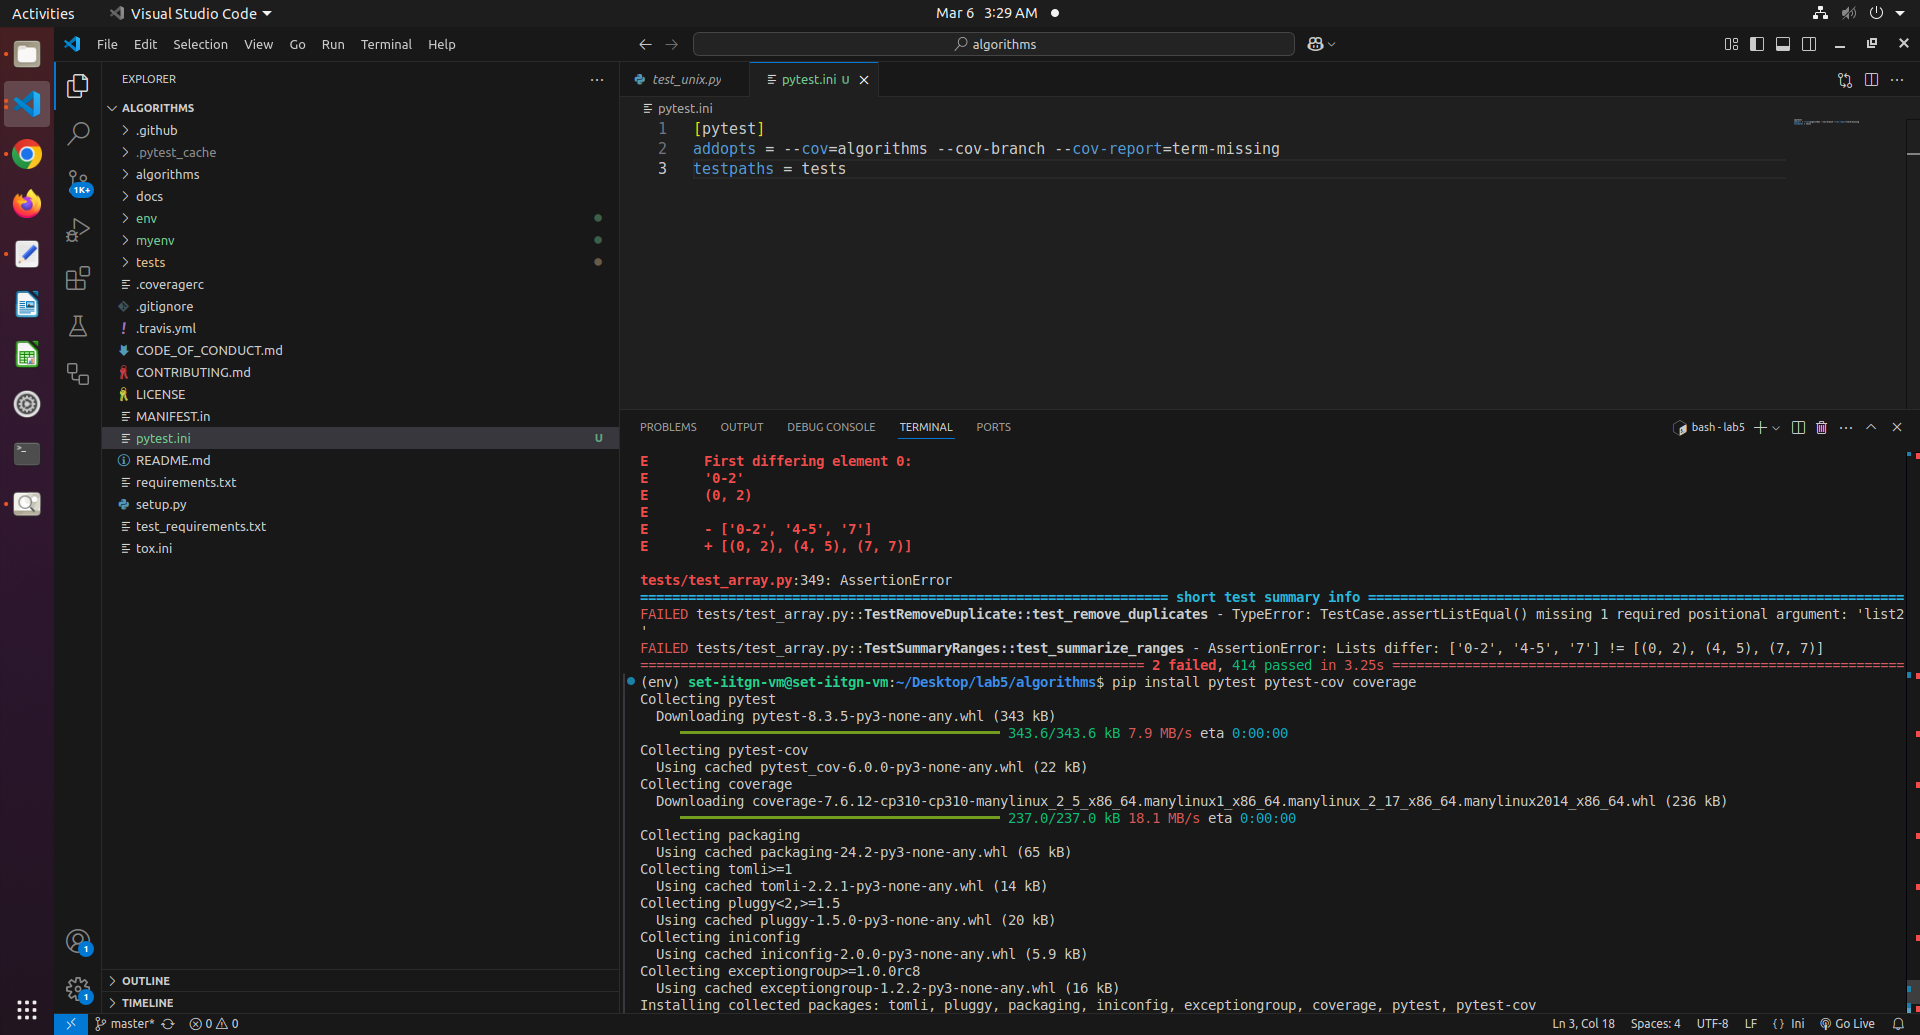 Activities
Visual Studio Code
Mar 6 3:29 AM
File Edit Selection View Go Run Terminal Help
algorithms
EXPLORER
ALGORITHMS
.github
.pytest_cache
algorithms
docs
env
myenv
tests
.coveragerc
.gitignore
.travis.yml
CODE_OF_CONDUCT.md
CONTRIBUTING.md
LICENSE
MANIFEST.in
pytest.ini U
README.md
requirements.txt
setup.py
test_requirements.txt
tox.ini
OUTLINE
TIMELINE
1K+
1
1
test_unix.py
pytest.ini U
pytest.ini
1 [pytest]
2 addopts = --cov=algorithms --cov-branch --cov-report=term-missing
3 testpaths = tests
PROBLEMS OUTPUT DEBUG CONSOLE TERMINAL PORTS
bash - lab5
E First differing element 0:
E '0-2'
E (0, 2)
E
E - ['0-2', '4-5', '7']
E + [(0, 2), (4, 5), (7, 7)]
tests/test_array.py:349: AssertionError
================================================================== short test summary info ===================================================================
FAILED tests/test_array.py::TestRemoveDuplicate::test_remove_duplicates - TypeError: TestCase.assertListEqual() missing 1 required positional argument: 'list2
'
FAILED tests/test_array.py::TestSummaryRanges::test_summarize_ranges - AssertionError: Lists differ: ['0-2', '4-5', '7'] != [(0, 2), (4, 5), (7, 7)]
=============================================================== 2 failed, 414 passed in 3.25s ================================================================
(env) set-iitgn-vm@set-iitgn-vm:~/Desktop/lab5/algorithms$ pip install pytest pytest-cov coverage
Collecting pytest
Downloading pytest-8.3.5-py3-none-any.whl (343 kB)
343.6/343.6 kB 7.9 MB/s eta 0:00:00
Collecting pytest-cov
Using cached pytest_cov-6.0.0-py3-none-any.whl (22 kB)
Collecting coverage
Downloading coverage-7.6.12-cp310-cp310-manylinux_2_5_x86_64.manylinux1_x86_64.manylinux_2_17_x86_64.manylinux2014_x86_64.whl (236 kB)
237.0/237.0 kB 18.1 MB/s eta 0:00:00
Collecting packaging
Using cached packaging-24.2-py3-none-any.whl (65 kB)
Collecting tomli>=1
Using cached tomli-2.2.1-py3-none-any.whl (14 kB)
Collecting pluggy<2,>=1.5
Using cached pluggy-1.5.0-py3-none-any.whl (20 kB)
Collecting iniconfig
Using cached iniconfig-2.0.0-py3-none-any.whl (5.9 kB)
Collecting exceptiongroup>=1.0.0rc8
Using cached exceptiongroup-1.2.2-py3-none-any.whl (16 kB)
Installing collected packages: tomli, pluggy, packaging, iniconfig, exceptiongroup, coverage, pytest, pytest-cov
master* 0 0
Ln 3, Col 18 Spaces: 4 UTF-8 LF { } Ini Go Live